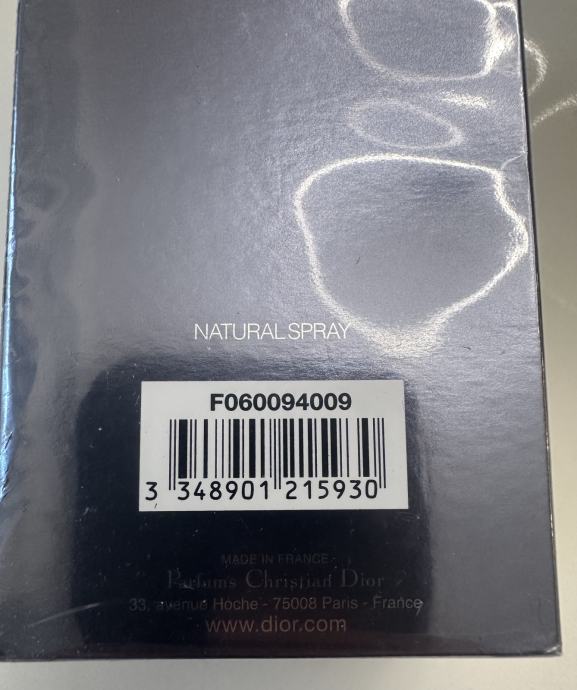 NATURAL SPRAY
F060094009
3 348901 215930
MADE IN FRANCE -
Parfums Christian Dior
33, avenue Hoche - 75008 Paris - France
www.dior.com